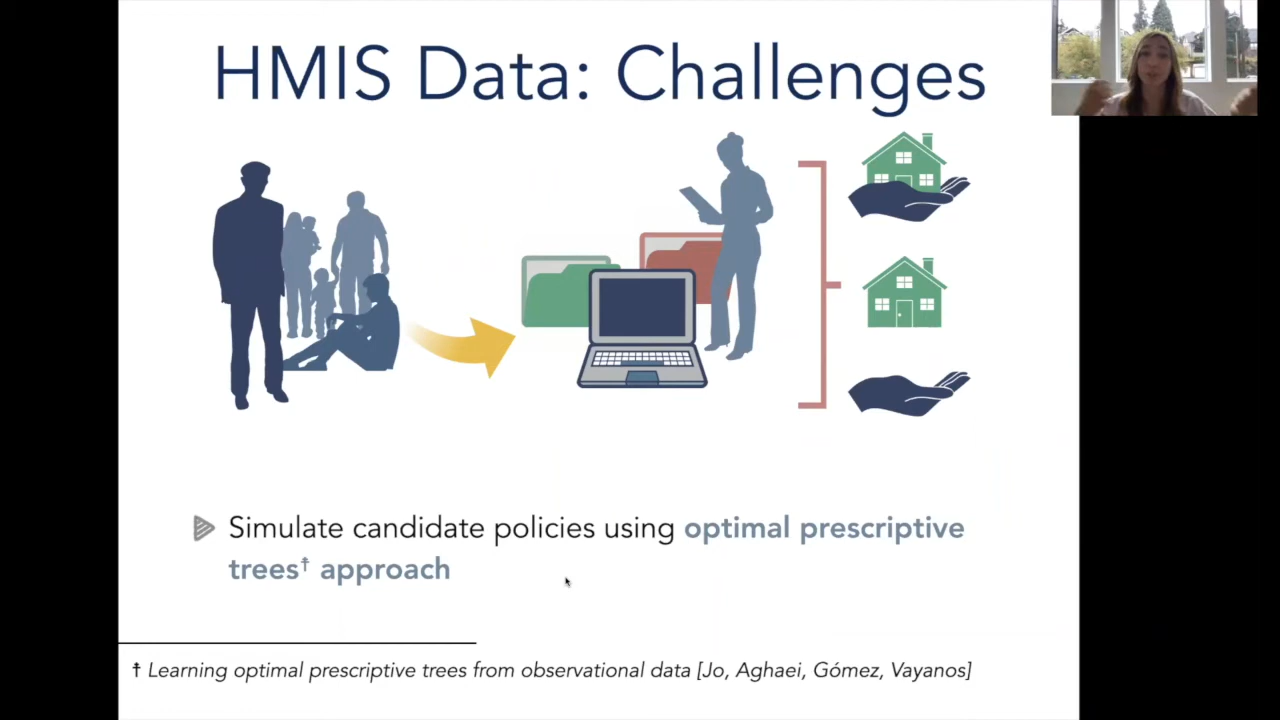 HMIS Data: Challenges
Simulate candidate policies using optimal prescriptive
trees☨ approach
☨ Learning optimal prescriptive trees from observational data [Jo, Aghaei, Gómez, Vayanos]